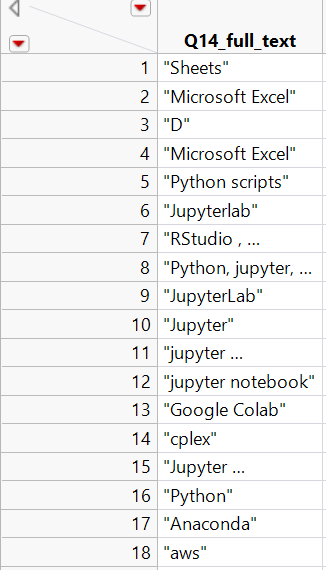 Q14_full_text
1 "Sheets"
2 "Microsoft Excel"
3 "D"
4 "Microsoft Excel"
5 "Python scripts"
6 "Jupyterlab"
7 "RStudio , ...
8 "Python, jupyter, ...
9 "JupyterLab"
10 "Jupyter"
11 "jupyter ...
12 "jupyter notebook"
13 "Google Colab"
14 "cplex"
15 "Jupyter ...
16 "Python"
17 "Anaconda"
18 "aws"